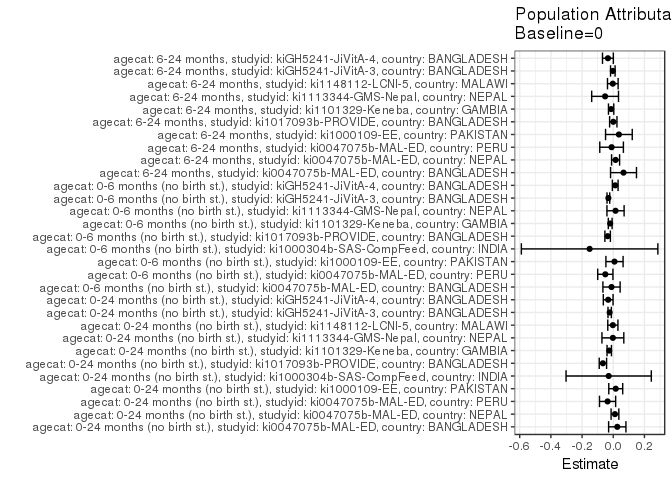 Population Attributa
Baseline=0
agecat: 6-24 months, studyid: kiGH5241-JiVitA-4, country: BANGLADESH
agecat: 6-24 months, studyid: kiGH5241-JiVitA-3, country: BANGLADESH
agecat: 6-24 months, studyid: ki1148112-LCNI-5, country: MALAWI
agecat: 6-24 months, studyid: ki1113344-GMS-Nepal, country: NEPAL
agecat: 6-24 months, studyid: ki1101329-Keneba, country: GAMBIA
agecat: 6-24 months, studyid: ki1017093b-PROVIDE, country: BANGLADESH
agecat: 6-24 months, studyid: ki1000109-EE, country: PAKISTAN
agecat: 6-24 months, studyid: ki0047075b-MAL-ED, country: PERU
agecat: 6-24 months, studyid: ki0047075b-MAL-ED, country: NEPAL
agecat: 6-24 months, studyid: ki0047075b-MAL-ED, country: BANGLADESH
agecat: 0-6 months (no birth st.), studyid: kiGH5241-JiVitA-4, country: BANGLADESH
agecat: 0-6 months (no birth st.), studyid: kiGH5241-JiVitA-3, country: BANGLADESH
agecat: 0-6 months (no birth st.), studyid: ki1113344-GMS-Nepal, country: NEPAL
agecat: 0-6 months (no birth st.), studyid: ki1101329-Keneba, country: GAMBIA
agecat: 0-6 months (no birth st.), studyid: ki1017093b-PROVIDE, country: BANGLADESH
agecat: 0-6 months (no birth st.), studyid: ki1000304b-SAS-CompFeed, country: INDIA
agecat: 0-6 months (no birth st.), studyid: ki1000109-EE, country: PAKISTAN
agecat: 0-6 months (no birth st.), studyid: ki0047075b-MAL-ED, country: PERU
agecat: 0-6 months (no birth st.), studyid: ki0047075b-MAL-ED, country: BANGLADESH
agecat: 0-24 months (no birth st.), studyid: kiGH5241-JiVitA-4, country: BANGLADESH
agecat: 0-24 months (no birth st.), studyid: kiGH5241-JiVitA-3, country: BANGLADESH
agecat: 0-24 months (no birth st.), studyid: ki1148112-LCNI-5, country: MALAWI
agecat: 0-24 months (no birth st.), studyid: ki1113344-GMS-Nepal, country: NEPAL
agecat: 0-24 months (no birth st.), studyid: ki1101329-Keneba, country: GAMBIA
agecat: 0-24 months (no birth st.), studyid: ki1017093b-PROVIDE, country: BANGLADESH
agecat: 0-24 months (no birth st.), studyid: ki1000304b-SAS-CompFeed, country: INDIA
agecat: 0-24 months (no birth st.), studyid: ki1000109-EE, country: PAKISTAN
agecat: 0-24 months (no birth st.), studyid: ki0047075b-MAL-ED, country: PERU
agecat: 0-24 months (no birth st.), studyid: ki0047075b-MAL-ED, country: NEPAL
agecat: 0-24 months (no birth st.), studyid: ki0047075b-MAL-ED, country: BANGLADESH
-0.6 -0.4 -0.2 0.0 0.2
Estimate